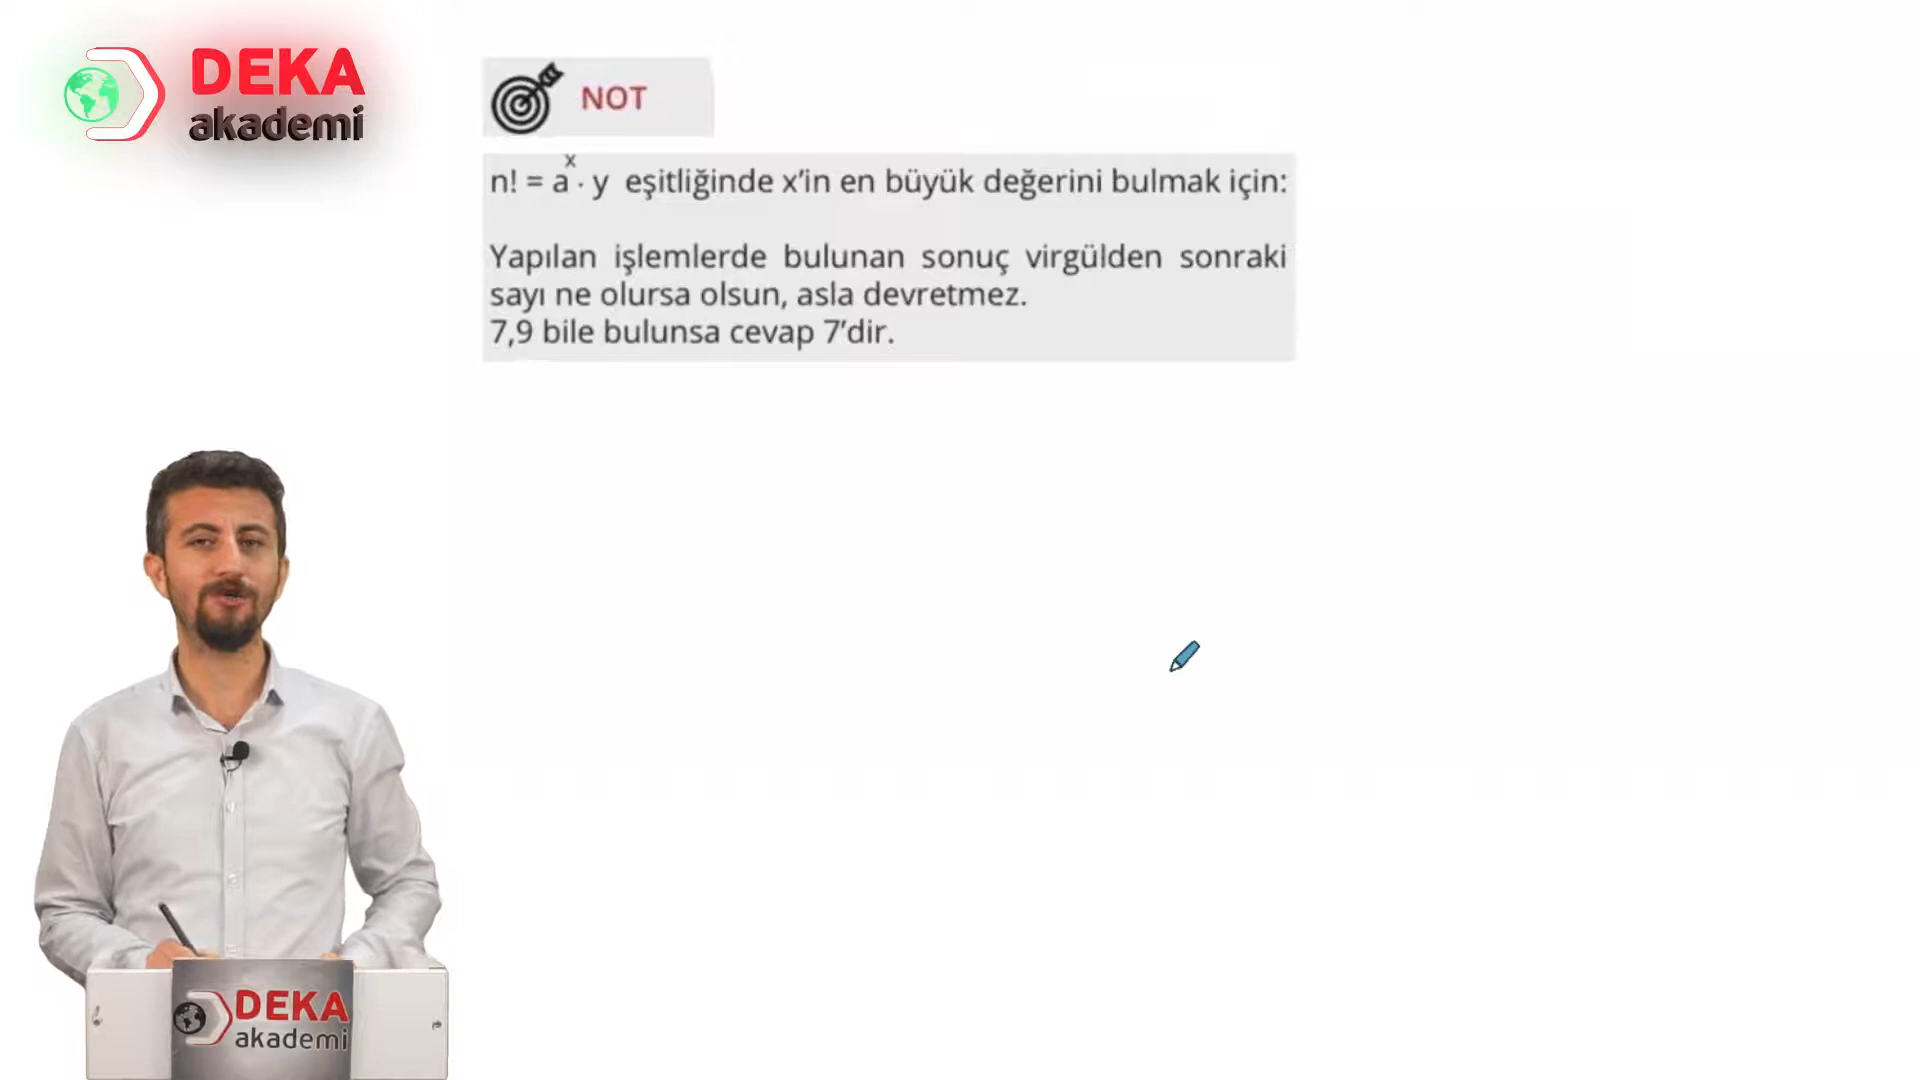 DEKA
akademi
NOT
n! = aˣ · y eşitliğinde x’in en büyük değerini bulmak için:
Yapılan işlemlerde bulunan sonuç virgülden sonraki
sayı ne olursa olsun, asla devretmez.
7,9 bile bulunsa cevap 7’dir.
DEKA
akademi